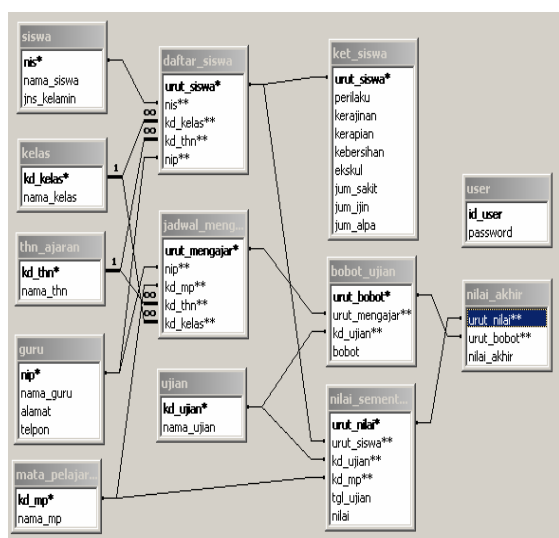 siswa
nis*
nama_siswa
jns_kelamin
kelas
kd_kelas*
nama_kelas
thn_ajaran
kd_thn*
nama_thn
guru
nip*
nama_guru
alamat
telpon
mata_pelajar...
kd_mp*
nama_mp
daftar_siswa
urut_siswa*
nis**
kd_kelas**
kd_thn**
nip**
jadwal_meng...
urut_mengajar*
nip**
kd_mp**
kd_thn**
kd_kelas**
ujian
kd_ujian*
nama_ujian
ket_siswa
urut_siswa*
perilaku
kerajinan
kerapian
kebersihan
ekskul
jum_sakit
jum_ijin
jum_alpa
bobot_ujian
urut_bobot*
urut_mengajar**
kd_ujian**
bobot
nilai_sement...
urut_nilai*
urut_siswa**
kd_ujian**
kd_mp**
tgl_ujian
nilai
user
id_user
password
nilai_akhir
urut_nilai**
urut_bobot**
nilai_akhir
1
1
∞
∞
∞
∞